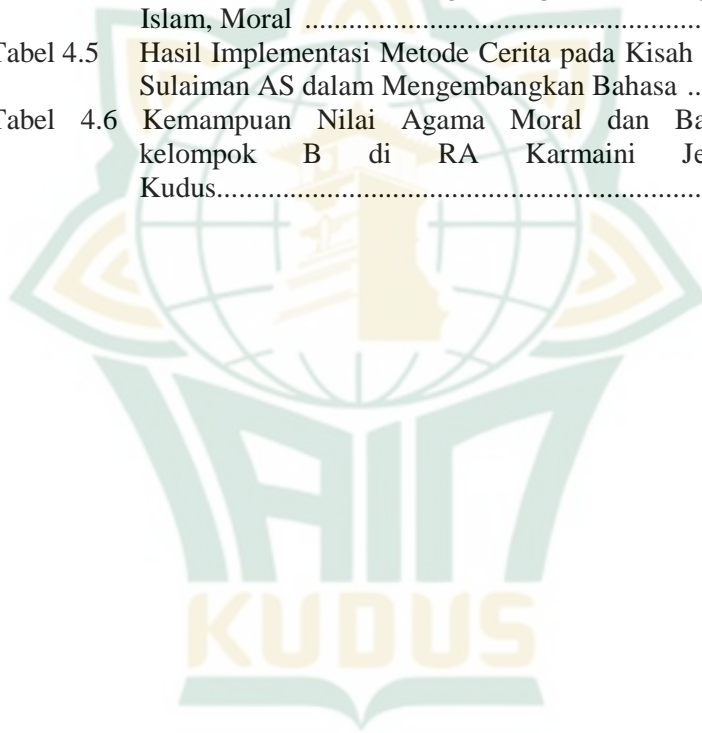 Islam, Moral ........................................................
Tabel 4.5 Hasil Implementasi Metode Cerita pada Kisah
Sulaiman AS dalam Mengembangkan Bahasa ..
Tabel 4.6 Kemampuan Nilai Agama Moral dan
kelompok B di RA Karmaini
Kudus....................................................................
IAIN
KUDUS